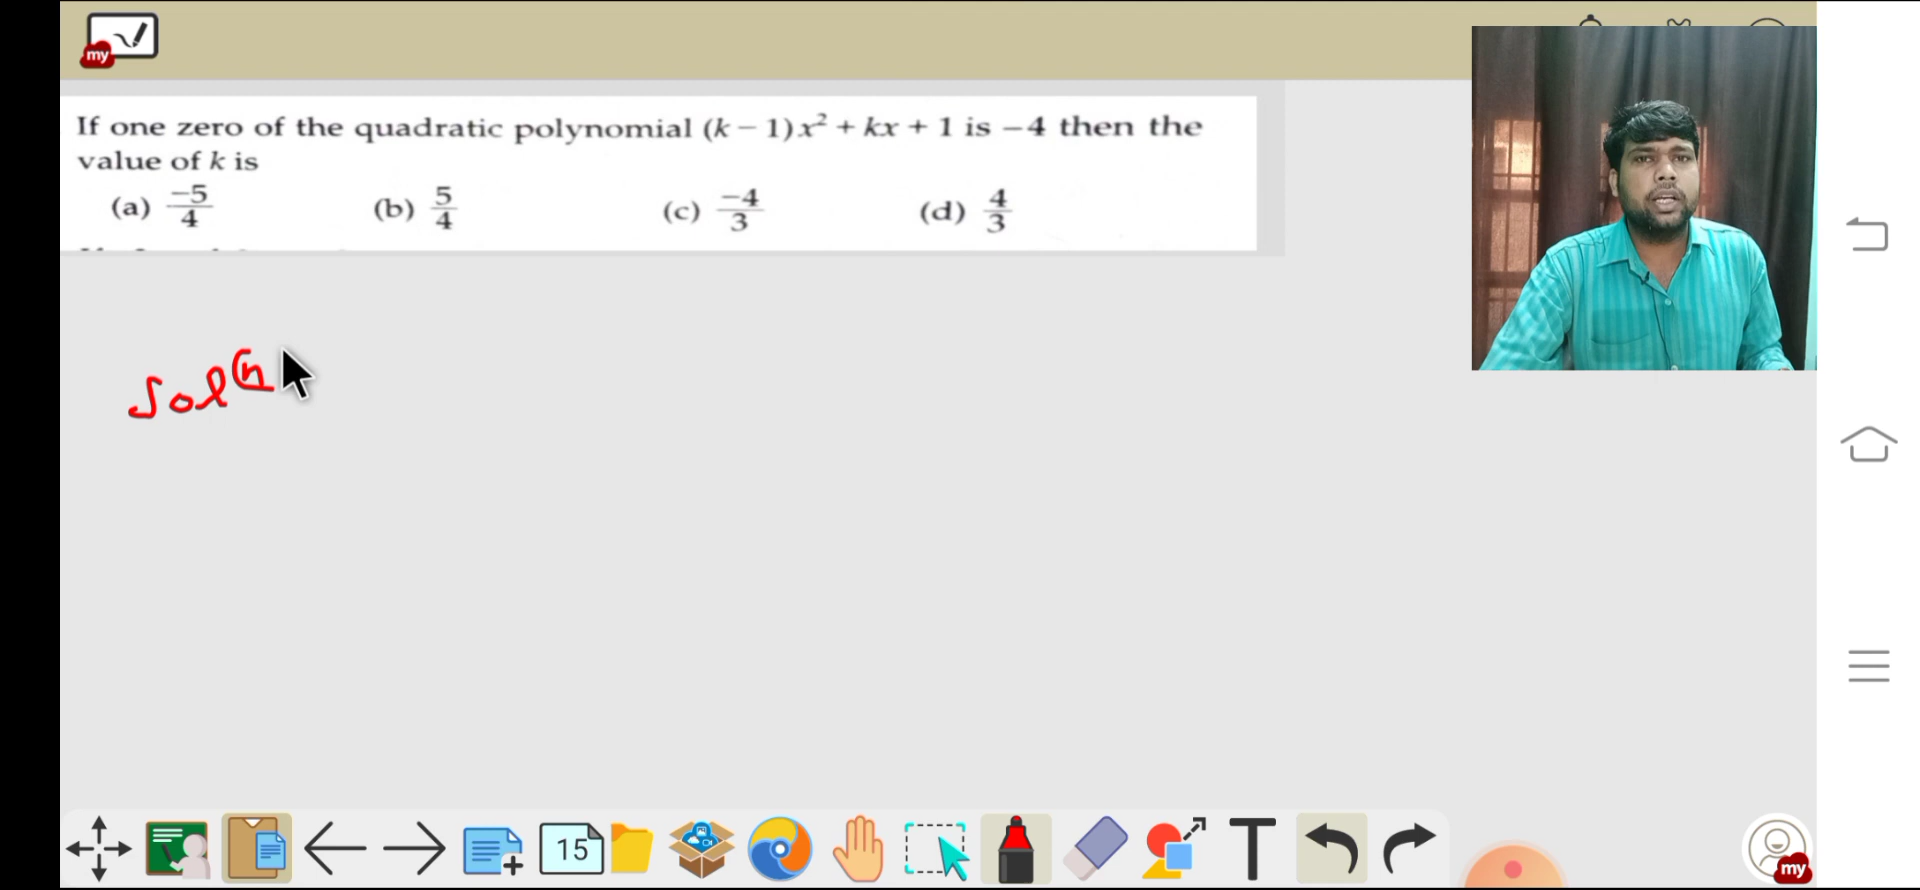 my
If one zero of the quadratic polynomial (k − 1)x² + kx + 1 is −4 then the
value of k is
(a) −5/4 (b) 5/4 (c) −4/3 (d) 4/3
Sol
15
T
my